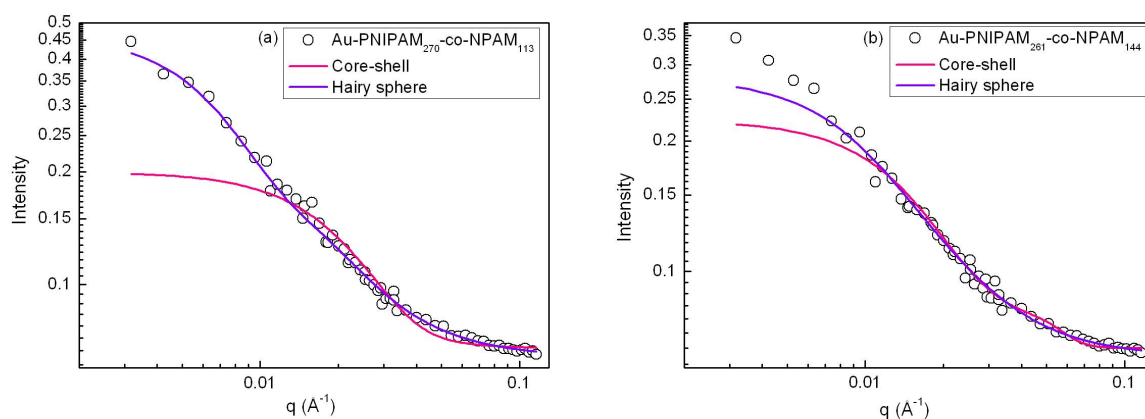 0.5
0.45
0.4
0.35
0.3
0.25
0.2
0.15
0.1
Intensity
(a)
Au-PNIPAM₂₇₀-co-NPAM₁₁₃
Core-shell
Hairy sphere
0.01
0.1
q (Å⁻¹)
0.35
0.3
0.25
0.2
0.15
0.1
Intensity
(b)
Au-PNIPAM₂₆₁-co-NPAM₁₄₄
Core-shell
Hairy sphere
0.01
0.1
q (Å⁻¹)